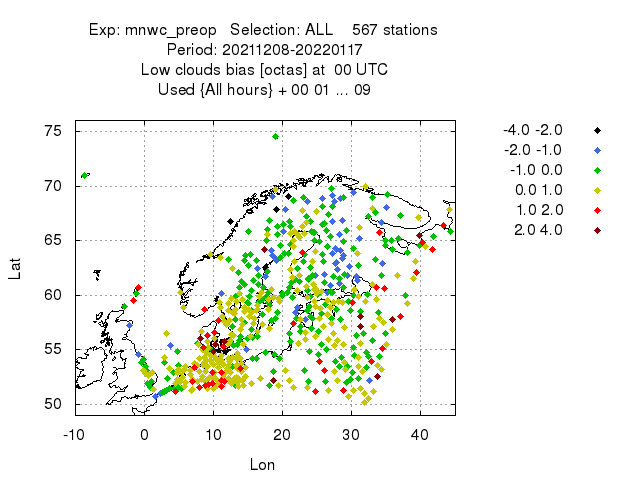 Exp: mnwc_preop   Selection: ALL    567 stations
Period: 20211208-20220117
Low clouds bias [octas] at  00 UTC
Used {All hours} + 00 01 ... 09
-4.0 -2.0
-2.0 -1.0
-1.0 0.0
0.0 1.0
1.0 2.0
2.0 4.0
75
70
65
60
55
50
Lat
-10 0 10 20 30 40
Lon